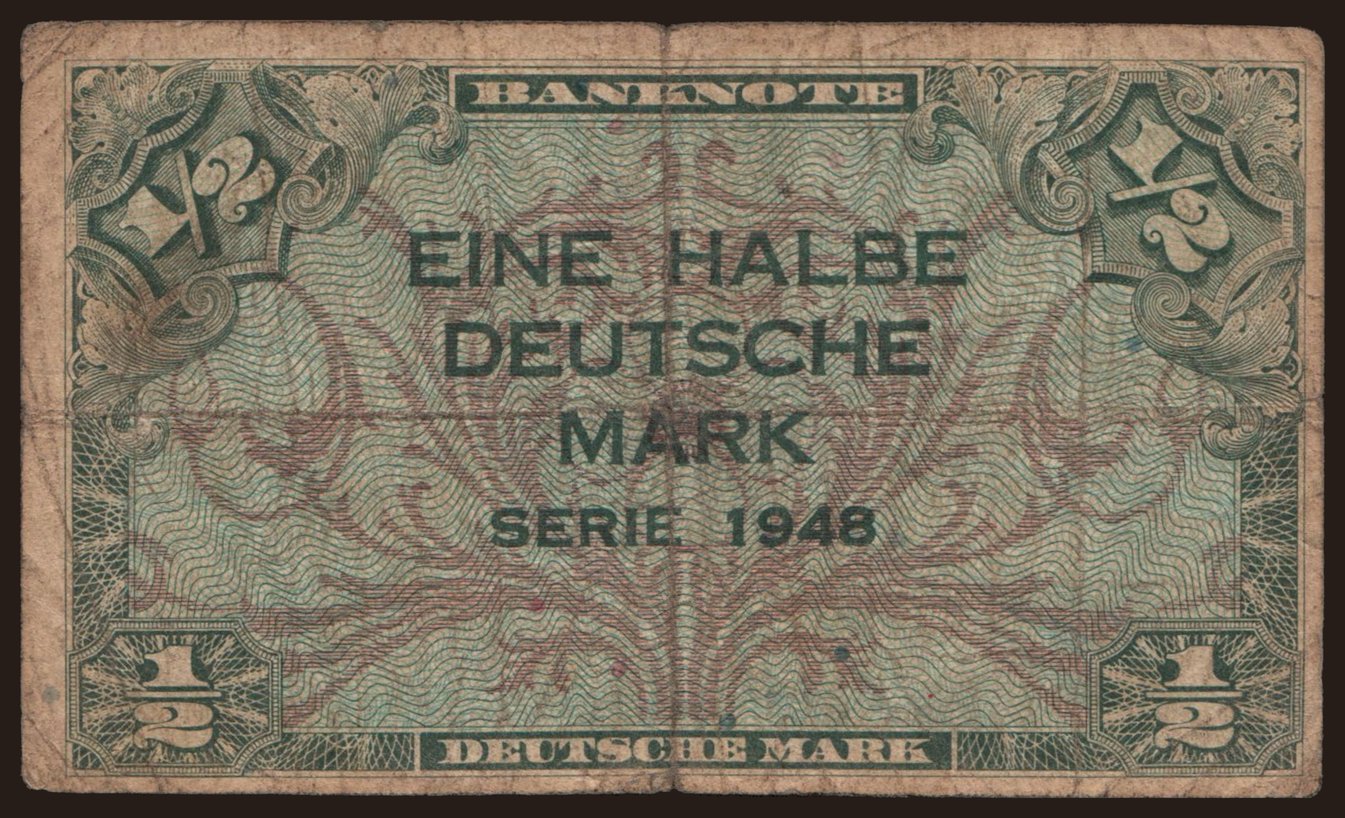 BANKNOTE
1/2
1/2
EINE HALBE
DEUTSCHE
MARK
SERIE 1948
1/2
1/2
DEUTSCHE MARK